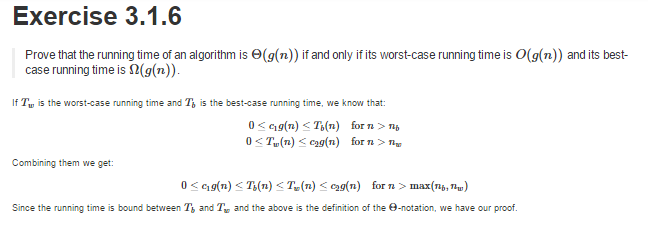 Exercise 3.1.6
Prove that the running time of an algorithm is Θ(g(n)) if and only if its worst-case running time is O(g(n)) and its best-
case running time is Ω(g(n)).
If T_w is the worst-case running time and T_b is the best-case running time, we know that:
0 ≤ c₁g(n) ≤ T_b(n) for n > n_b
0 ≤ T_w(n) ≤ c₂g(n) for n > n_w
Combining them we get:
0 ≤ c₁g(n) ≤ T_b(n) ≤ T_w(n) ≤ c₂g(n) for n > max(n_b, n_w)
Since the running time is bound between T_b and T_w and the above is the definition of the Θ-notation, we have our proof.